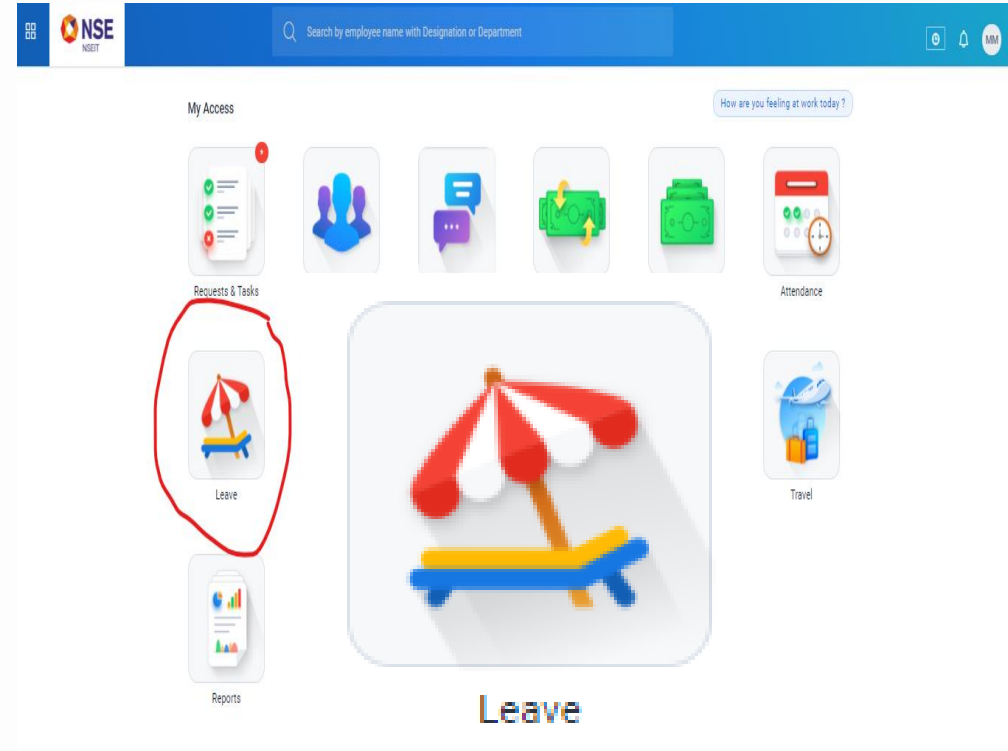 NSE
NSEIT
Search by employee name with Designation or Department
MM
My Access
How are you feeling at work today ?
Requests & Tasks
Attendance
Leave
Travel
Reports
Leave